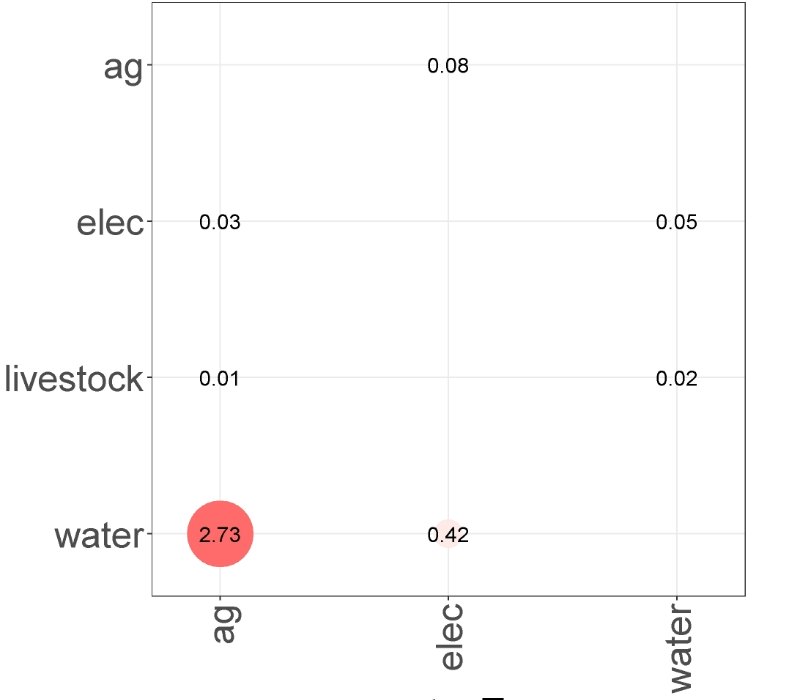 ag 0.08
elec 0.03 0.05
livestock 0.01 0.02
water 2.73 0.42
ag elec water